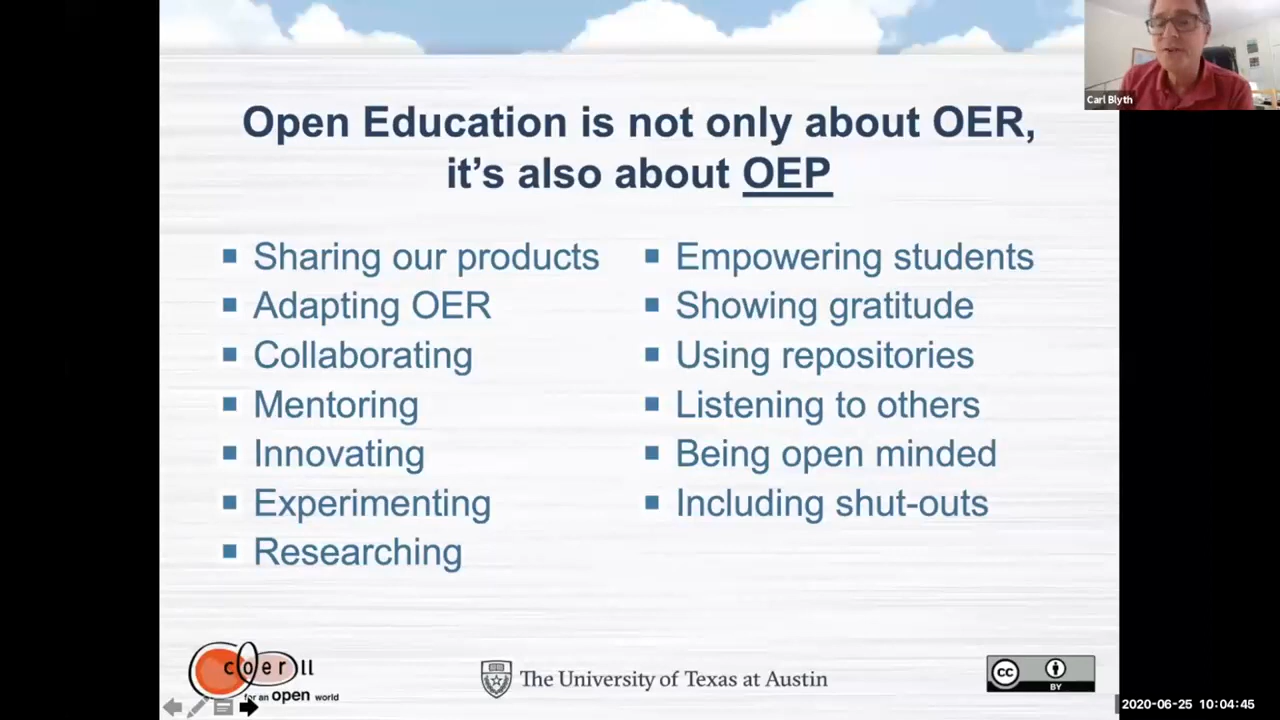 Carl Blyth
Open Education is not only about OER,
it's also about OEP
Sharing our products
Adapting OER
Collaborating
Mentoring
Innovating
Experimenting
Researching
Empowering students
Showing gratitude
Using repositories
Listening to others
Being open minded
Including shut-outs
coerll
for an open world
The University of Texas at Austin
cc
BY
2020-06-25 10:04:45